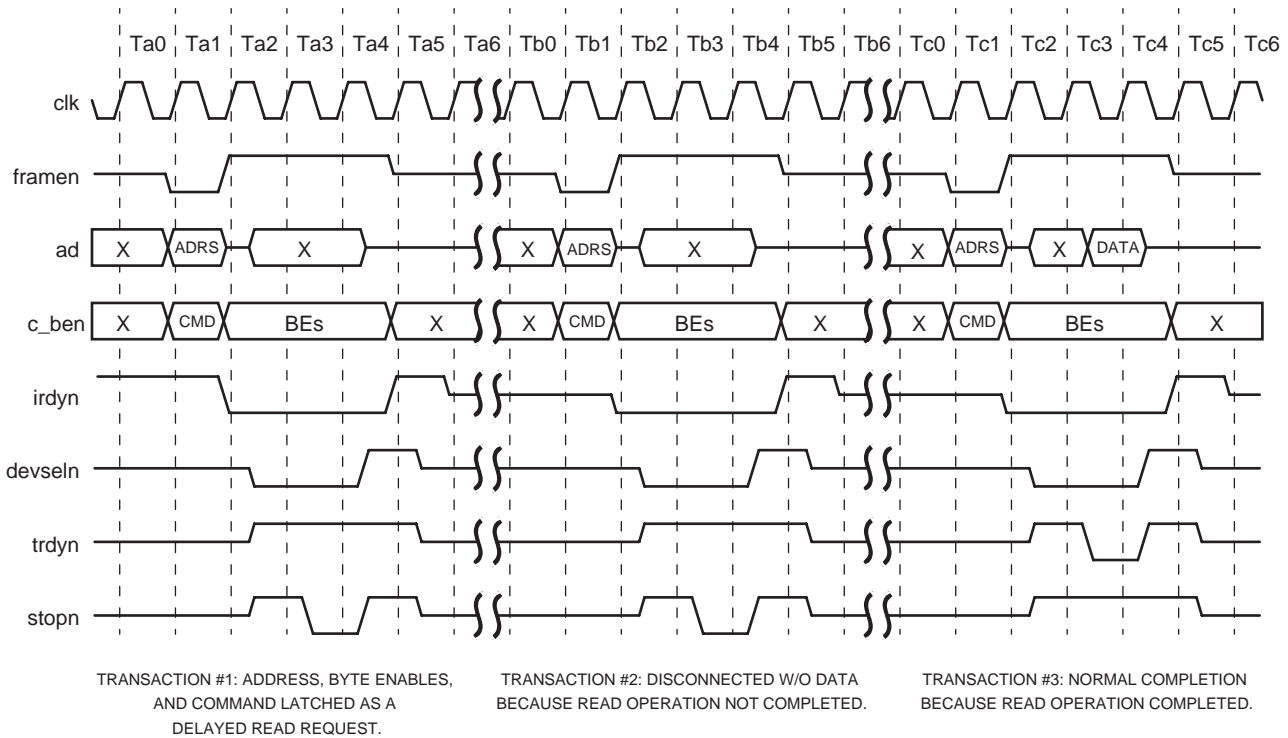 Ta0 Ta1 Ta2 Ta3 Ta4 Ta5 Ta6 Tb0 Tb1 Tb2 Tb3 Tb4 Tb5 Tb6 Tc0 Tc1 Tc2 Tc3 Tc4 Tc5 Tc6
clk
framen
ad X ADRS X X ADRS X X ADRS X DATA
c_ben X CMD BEs X X CMD BEs X X CMD BEs X
irdyn
devseln
trdyn
stopn
TRANSACTION #1: ADDRESS, BYTE ENABLES,
AND COMMAND LATCHED AS A
DELAYED READ REQUEST.
TRANSACTION #2: DISCONNECTED W/O DATA
BECAUSE READ OPERATION NOT COMPLETED.
TRANSACTION #3: NORMAL COMPLETION
BECAUSE READ OPERATION COMPLETED.